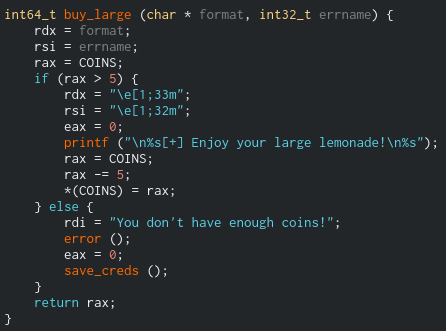 int64_t buy_large (char * format, int32_t errname) {
    rdx = format;
    rsi = errname;
    rax = COINS;
    if (rax > 5) {
        rdx = "\e[1;33m";
        rsi = "\e[1;32m";
        eax = 0;
        printf ("\n%s[+] Enjoy your large lemonade!\n%s");
        rax = COINS;
        rax -= 5;
        *(COINS) = rax;
    } else {
        rdi = "You don't have enough coins!";
        error ();
        eax = 0;
        save_creds ();
    }
    return rax;
}